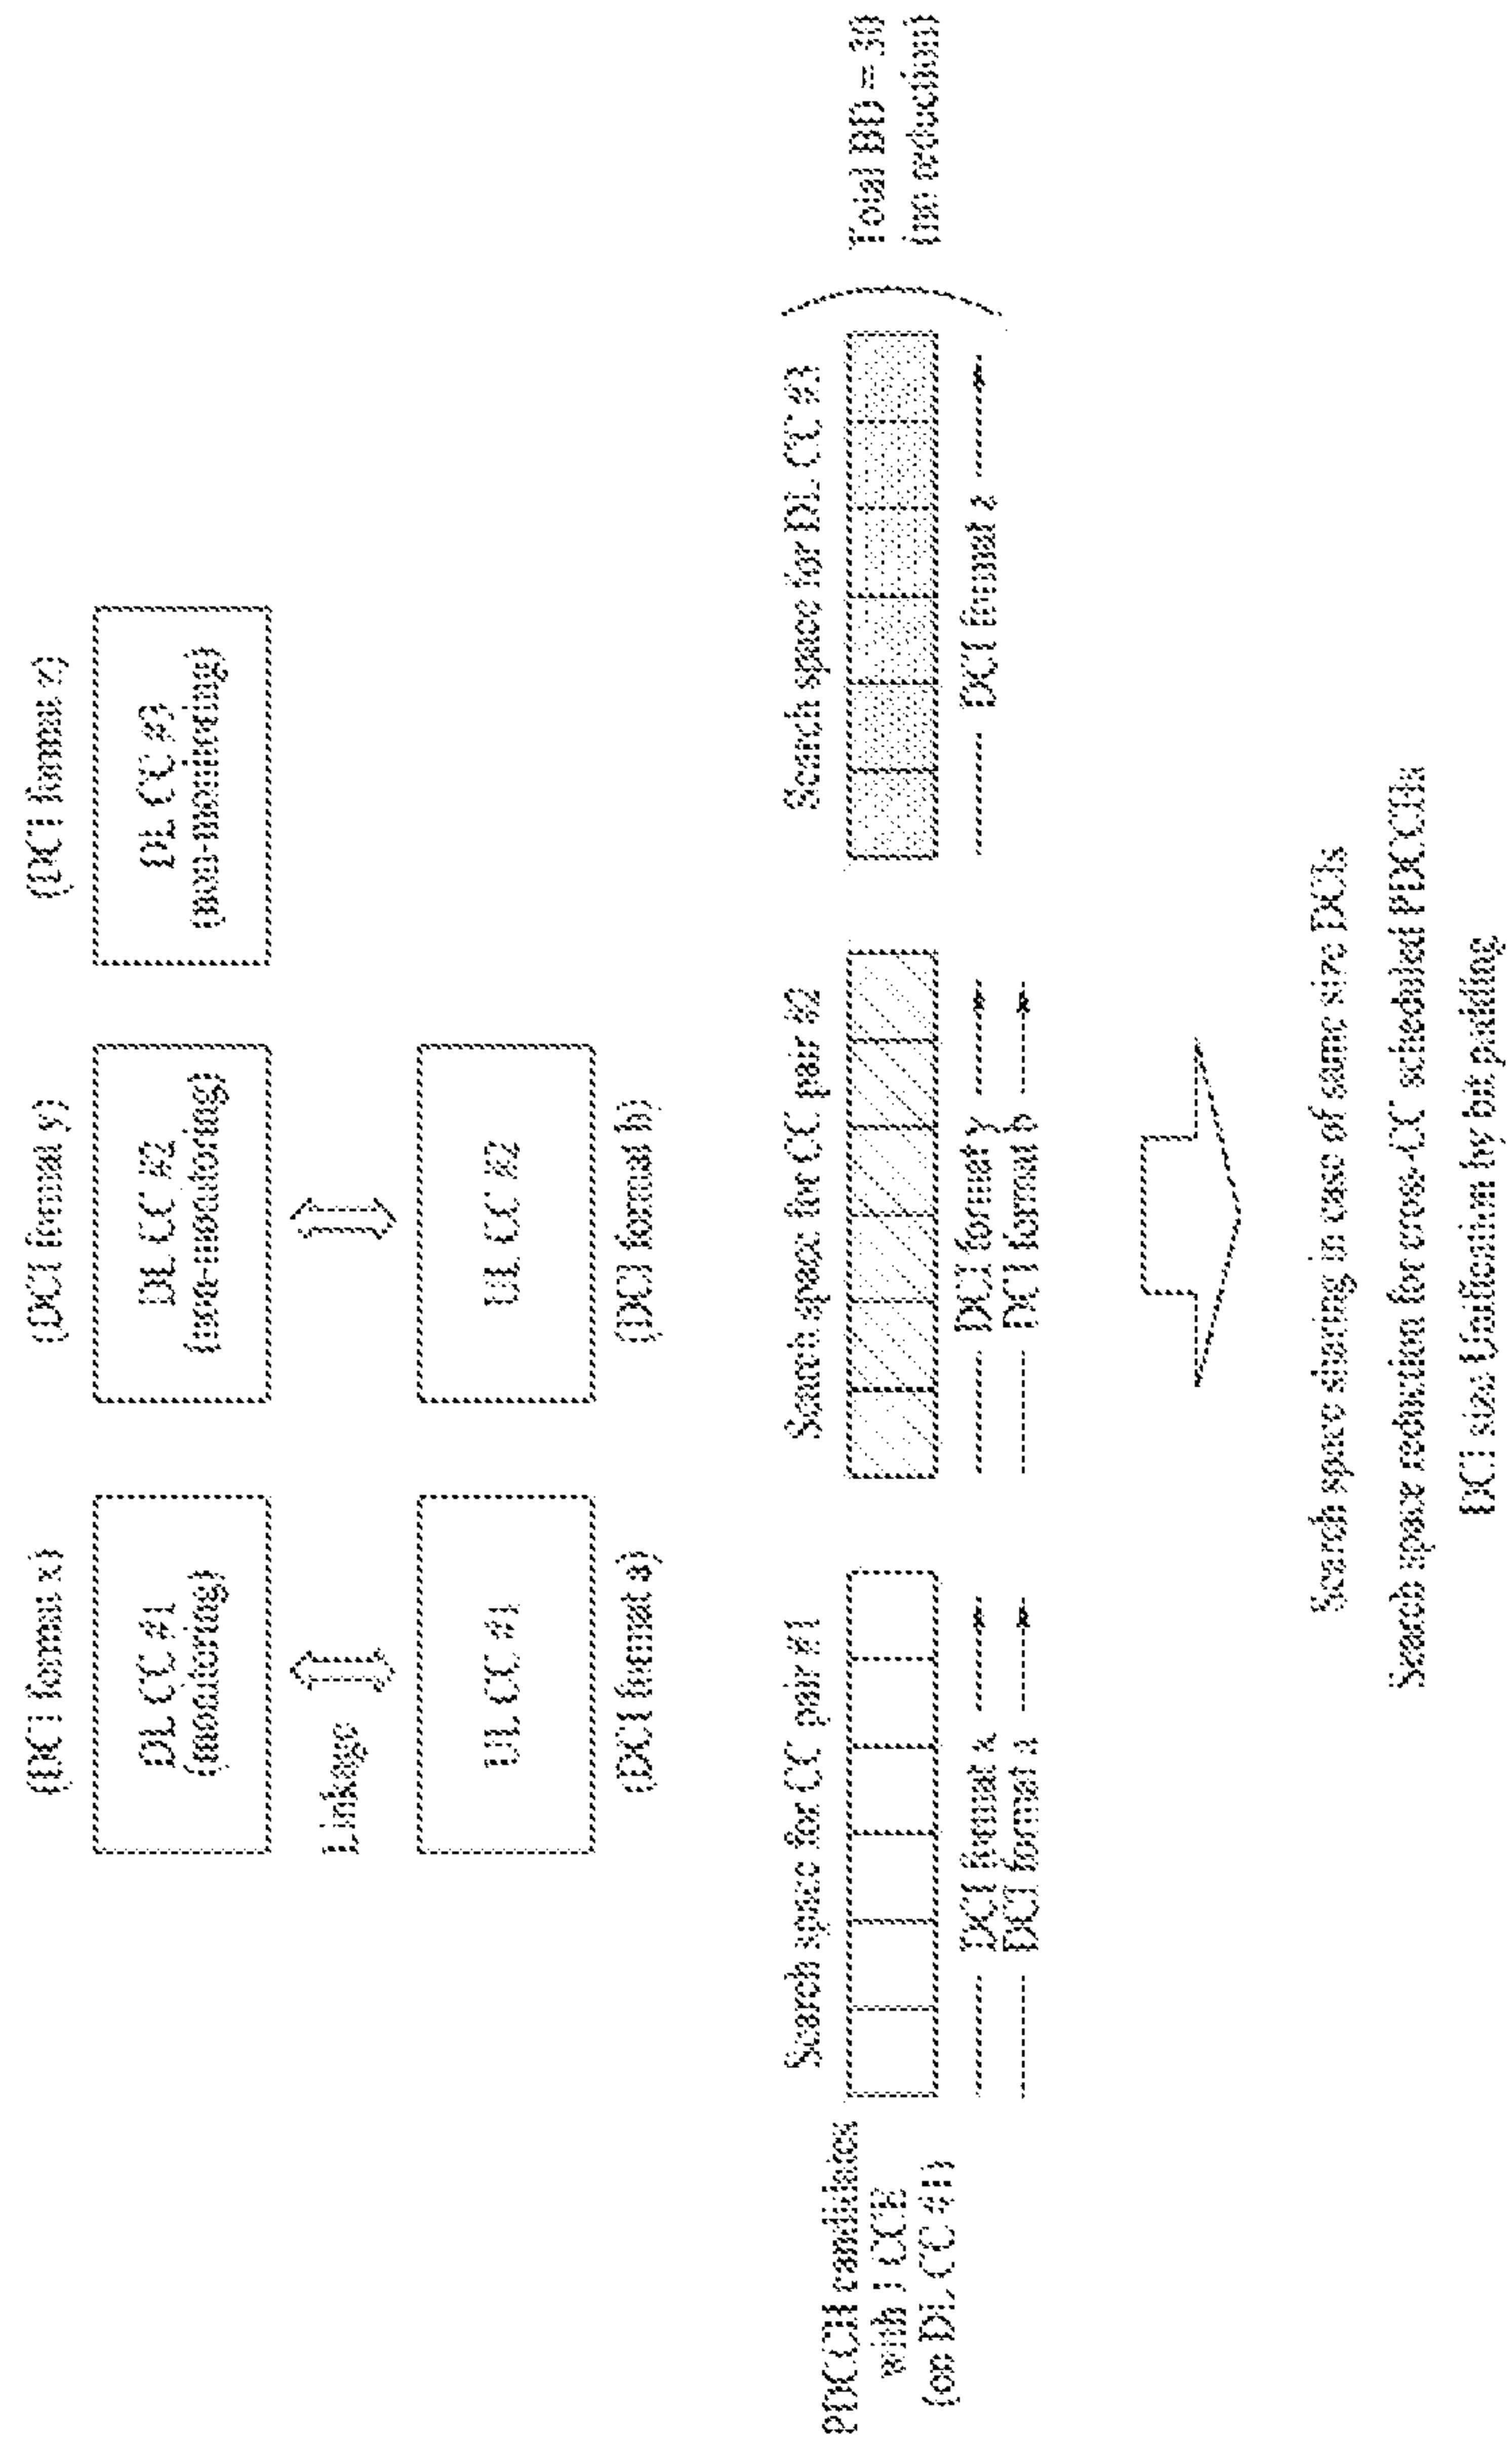 (DCI format x)
(DCI format y)
(DCI format z)
DL CC #1
(monitoring)
DL CC #2
(non-monitoring)
DL CC #3
(non-monitoring)
Linkage
UL CC #1
UL CC #2
(DCI format a)
(DCI format b)
Search space for CC pair #1
Search space for CC pair #2
Search space for DL CC #3
PDCCH candidates
with 1 CCE
(on DL CC #1)
Total BD = 30
(no reduction)
DCI format x
DCI format a
DCI format y
DCI format b
DCI format z
Search space sharing in case of same size DCIs
Search space reduction for cross-CC scheduled PDCCHs
DCI size Unification by bit padding